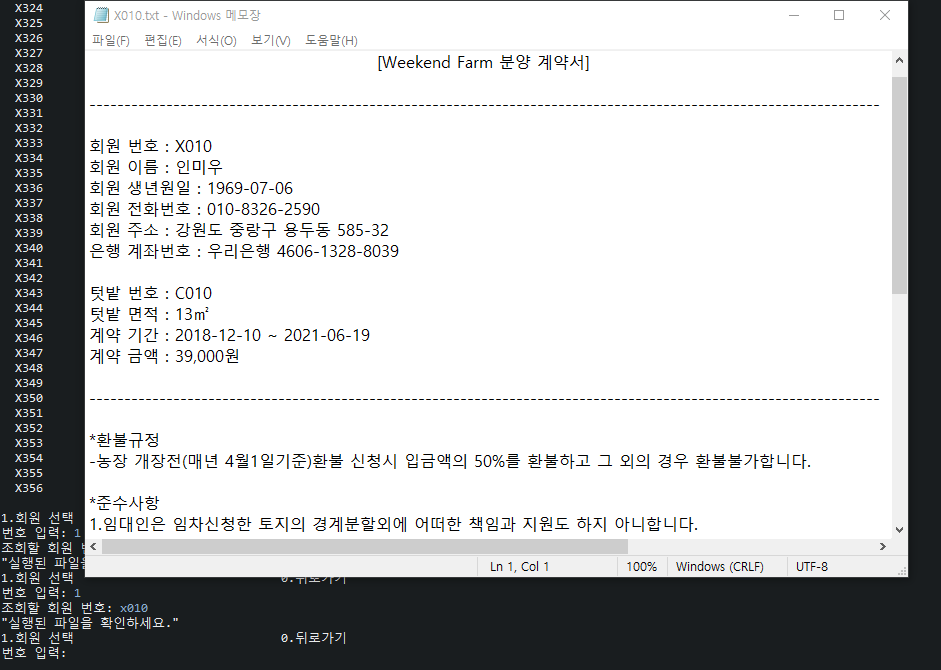 X324
X325
X326
X327
X328
X329
X330
X331
X332
X333
X334
X335
X336
X337
X338
X339
X340
X341
X342
X343
X344
X345
X346
X347
X348
X349
X350
X351
X352
X353
X354
X355
X356
X010.txt - Windows 메모장
파일(F) 편집(E) 서식(O) 보기(V) 도움말(H)
[Weekend Farm 분양 계약서]
회원 번호 : X010
회원 이름 : 인미우
회원 생년원일 : 1969-07-06
회원 전화번호 : 010-8326-2590
회원 주소 : 강원도 중랑구 용두동 585-32
은행 계좌번호 : 우리은행 4606-1328-8039
텃밭 번호 : C010
텃밭 면적 : 13㎡
계약 기간 : 2018-12-10 ~ 2021-06-19
계약 금액 : 39,000원
*환불규정
-농장 개장전(매년 4월1일기준)환불 신청시 입금액의 50%를 환불하고 그 외의 경우 환불불가합니다.
*준수사항
1.임대인은 임차신청한 토지의 경계분할외에 어떠한 책임과 지원도 하지 아니합니다.
Ln 1, Col 1 100% Windows (CRLF) UTF-8
1.회원 선택
번호 입력: 1
조회할 회원
"실행된 파일을
1.회원 선택 0.뒤로가기
번호 입력: 1
조회할 회원 번호: x010
"실행된 파일을 확인하세요."
1.회원 선택 0.뒤로가기
번호 입력: